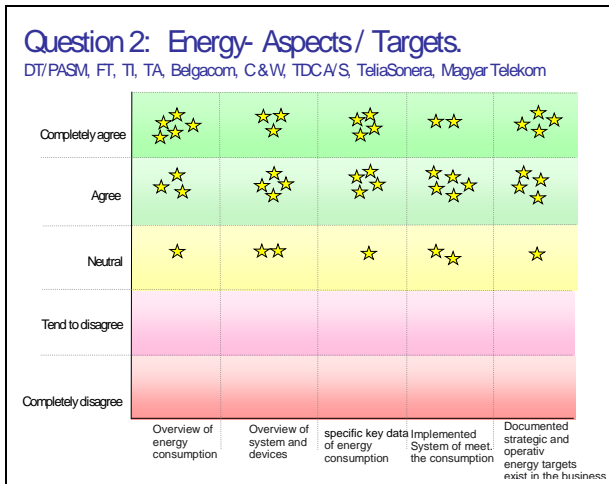 Question 2: Energy- Aspects / Targets.
DT/PASM, FT, TI, TA, Belgacom, C&W, TDC A/S, TeliaSonera, Magyar Telekom
Completely agree
Agree
Neutral
Tend to disagree
Completely disagree
Overview of
energy
consumption
Overview of
system and
devices
specific key data
of energy
consumption
Implemented
System of meet.
the consumption
Documented
strategic and
operativ
energy targets
exist in the business